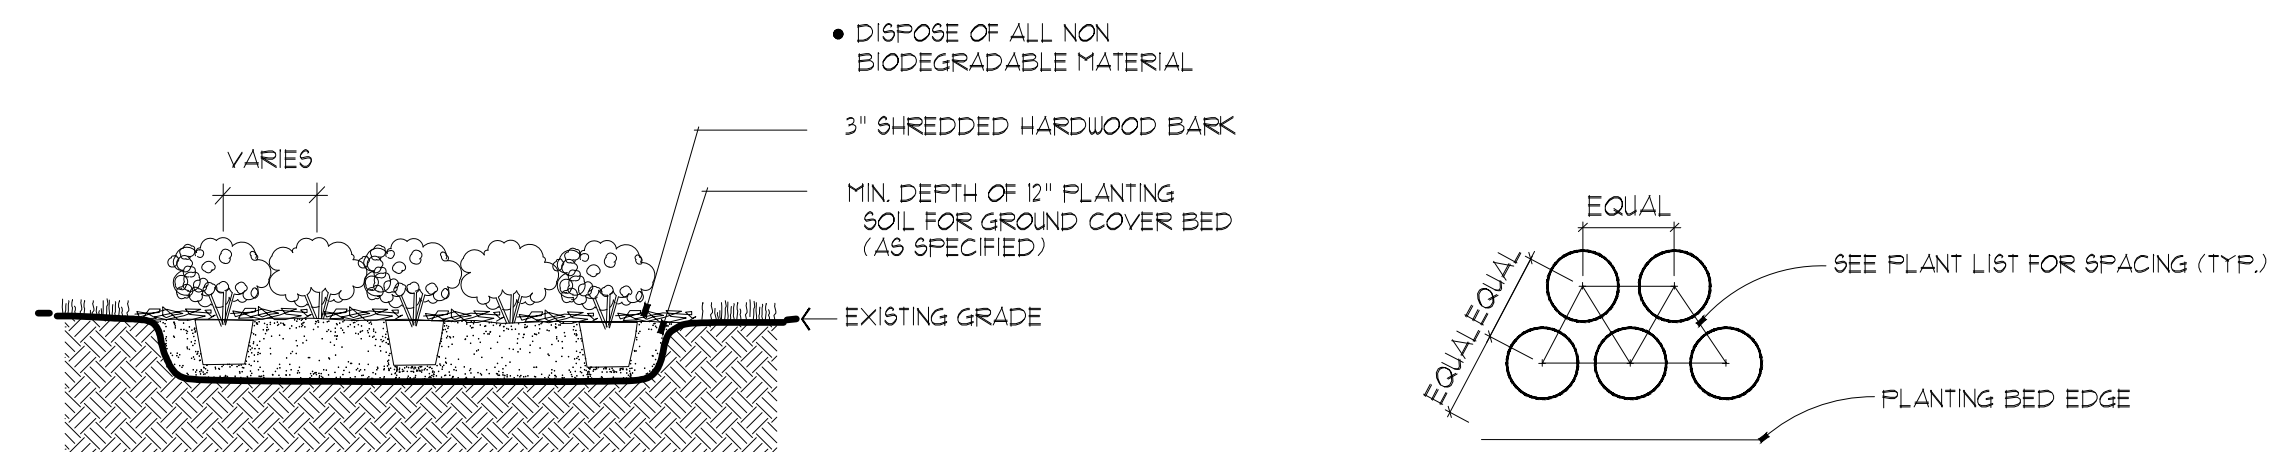 ● DISPOSE OF ALL NON
BIODEGRADABLE MATERIAL
3" SHREDDED HARDWOOD BARK
VARIES
MIN. DEPTH OF 12" PLANTING
SOIL FOR GROUND COVER BED
(AS SPECIFIED)
EXISTING GRADE
EQUAL
EQUAL
EQUAL
SEE PLANT LIST FOR SPACING (TYP.)
PLANTING BED EDGE